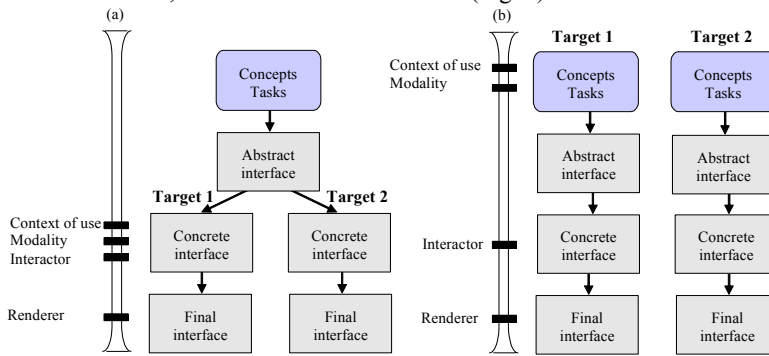 (a)
Concepts
Tasks
Abstract
interface
Target 1
Target 2
Context of use
Modality
Interactor
Concrete
interface
Concrete
interface
Renderer
Final
interface
Final
interface
(b)
Target 1
Target 2
Context of use
Modality
Concepts
Tasks
Concepts
Tasks
Abstract
interface
Abstract
interface
Interactor
Concrete
interface
Concrete
interface
Renderer
Final
interface
Final
interface